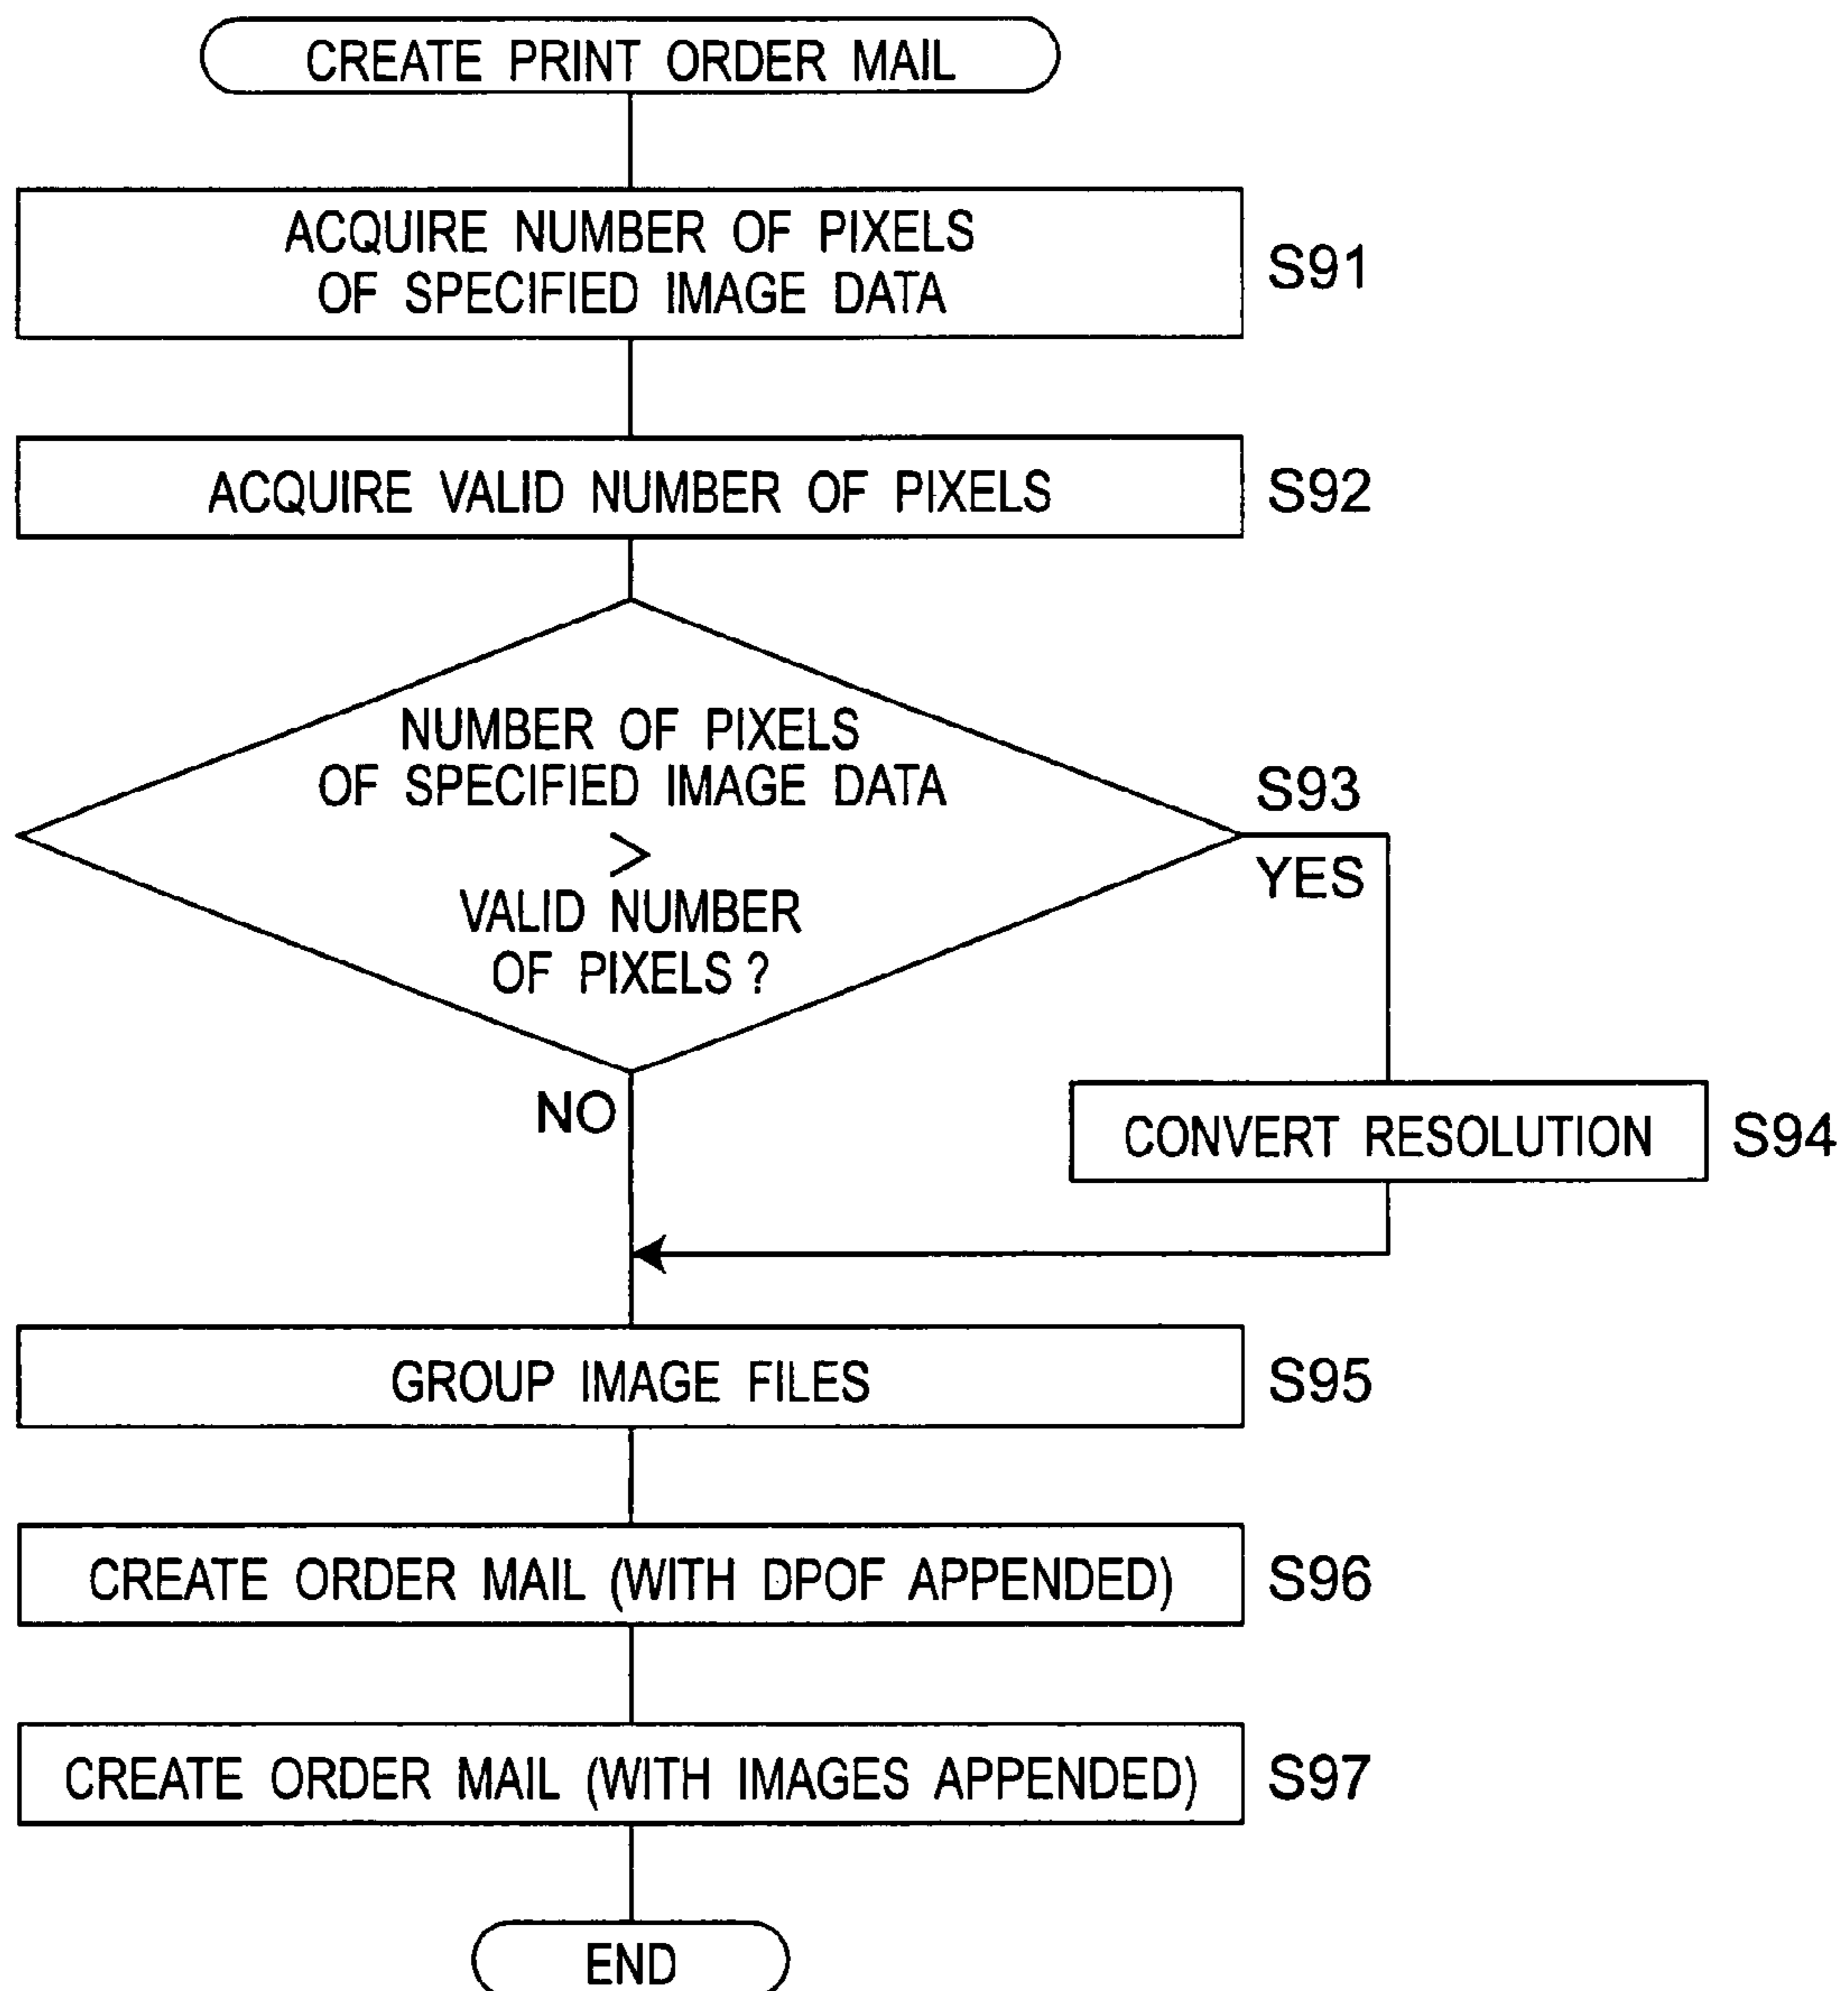 CREATE PRINT ORDER MAIL
ACQUIRE NUMBER OF PIXELS
OF SPECIFIED IMAGE DATA
S91
ACQUIRE VALID NUMBER OF PIXELS
S92
NUMBER OF PIXELS
OF SPECIFIED IMAGE DATA
>
VALID NUMBER
OF PIXELS ?
S93
YES
NO
CONVERT RESOLUTION
S94
GROUP IMAGE FILES
S95
CREATE ORDER MAIL (WITH DPOF APPENDED)
S96
CREATE ORDER MAIL (WITH IMAGES APPENDED)
S97
END